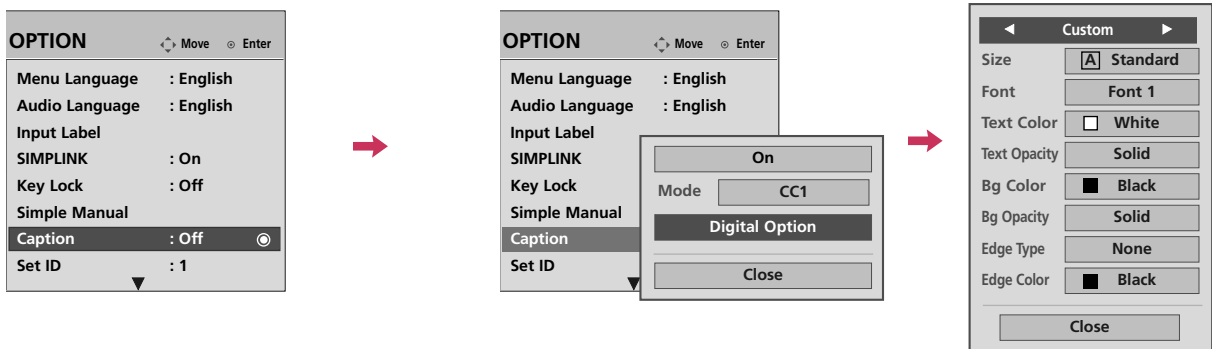 OPTION Move Enter
Menu Language : English
Audio Language : English
Input Label
SIMPLINK : On
Key Lock : Off
Simple Manual
Caption : Off
Set ID : 1
OPTION Move Enter
Menu Language : English
Audio Language : English
Input Label
SIMPLINK
Key Lock
Simple Manual
Caption
Set ID
On
Mode CC1
Digital Option
Close
Custom
Size A Standard
Font Font 1
Text Color White
Text Opacity Solid
Bg Color Black
Bg Opacity Solid
Edge Type None
Edge Color Black
Close